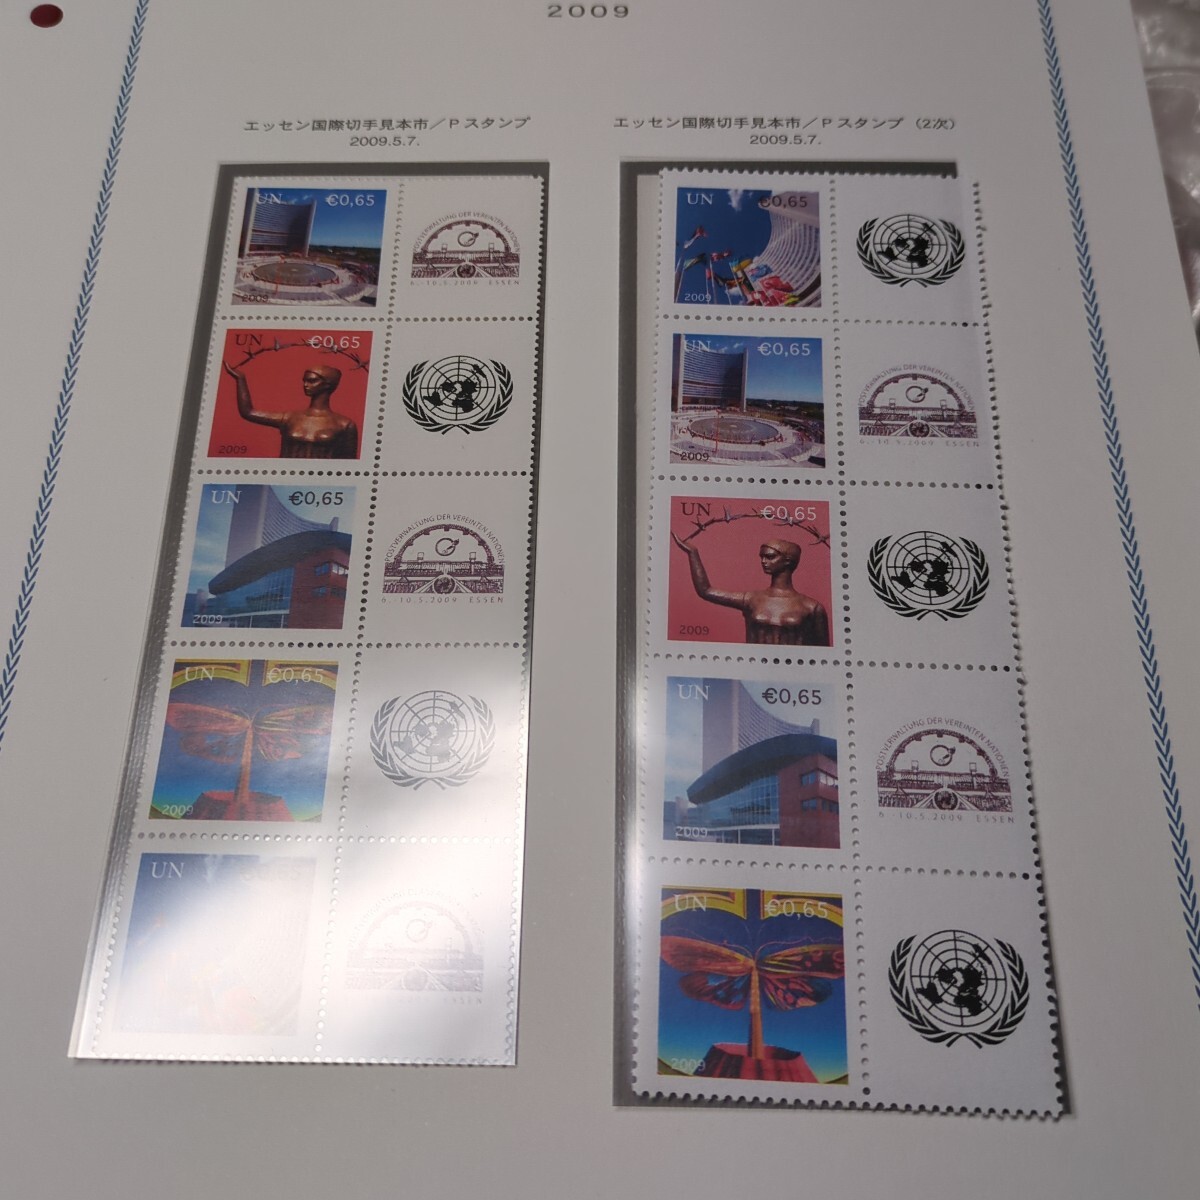 2009
エッセン国際切手見本市／Pスタンプ
2009.5.7.
UN €0,65
2009
POSTVERWALTUNG DER VEREINTEN NATIONEN
6.-10.5.2009 ESSEN
UN €0,65
2009
UN €0,65
2009
POSTVERWALTUNG DER VEREINTEN NATIONEN
6.-10.5.2009 ESSEN
UN €0,65
2009
UN
エッセン国際切手見本市／Pスタンプ（2次）
2009.5.7.
UN €0,65
2009
UN €0,65
2009
POSTVERWALTUNG DER VEREINTEN NATIONEN
6.-10.5.2009 ESSEN
UN €0,65
2009
UN €0,65
2009
POSTVERWALTUNG DER VEREINTEN NATIONEN
6.-10.5.2009 ESSEN
UN €0,65
2009